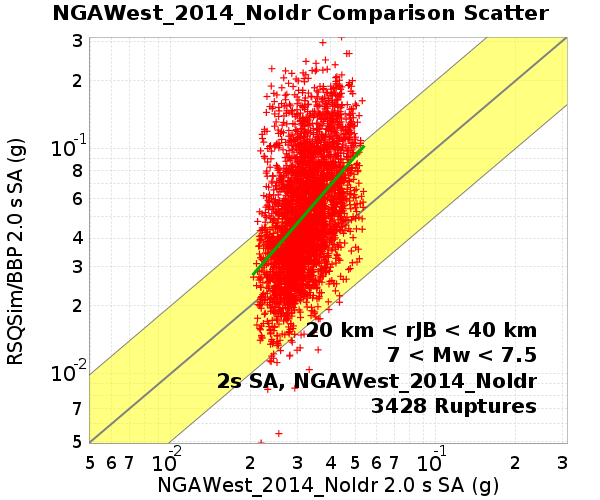 NGAWest_2014_NoIdr Comparison Scatter
3
2
10-1
8
6
4
3
2
10-2
7
5
RSQSim/BBP 2.0 s SA (g)
20 km < rJB < 40 km
7 < Mw < 7.5
2s SA, NGAWest_2014_NoIdr
3428 Ruptures
5 6 7 10-2 2 3 4 5 6 7 10-1 2 3
NGAWest_2014_NoIdr 2.0 s SA (g)